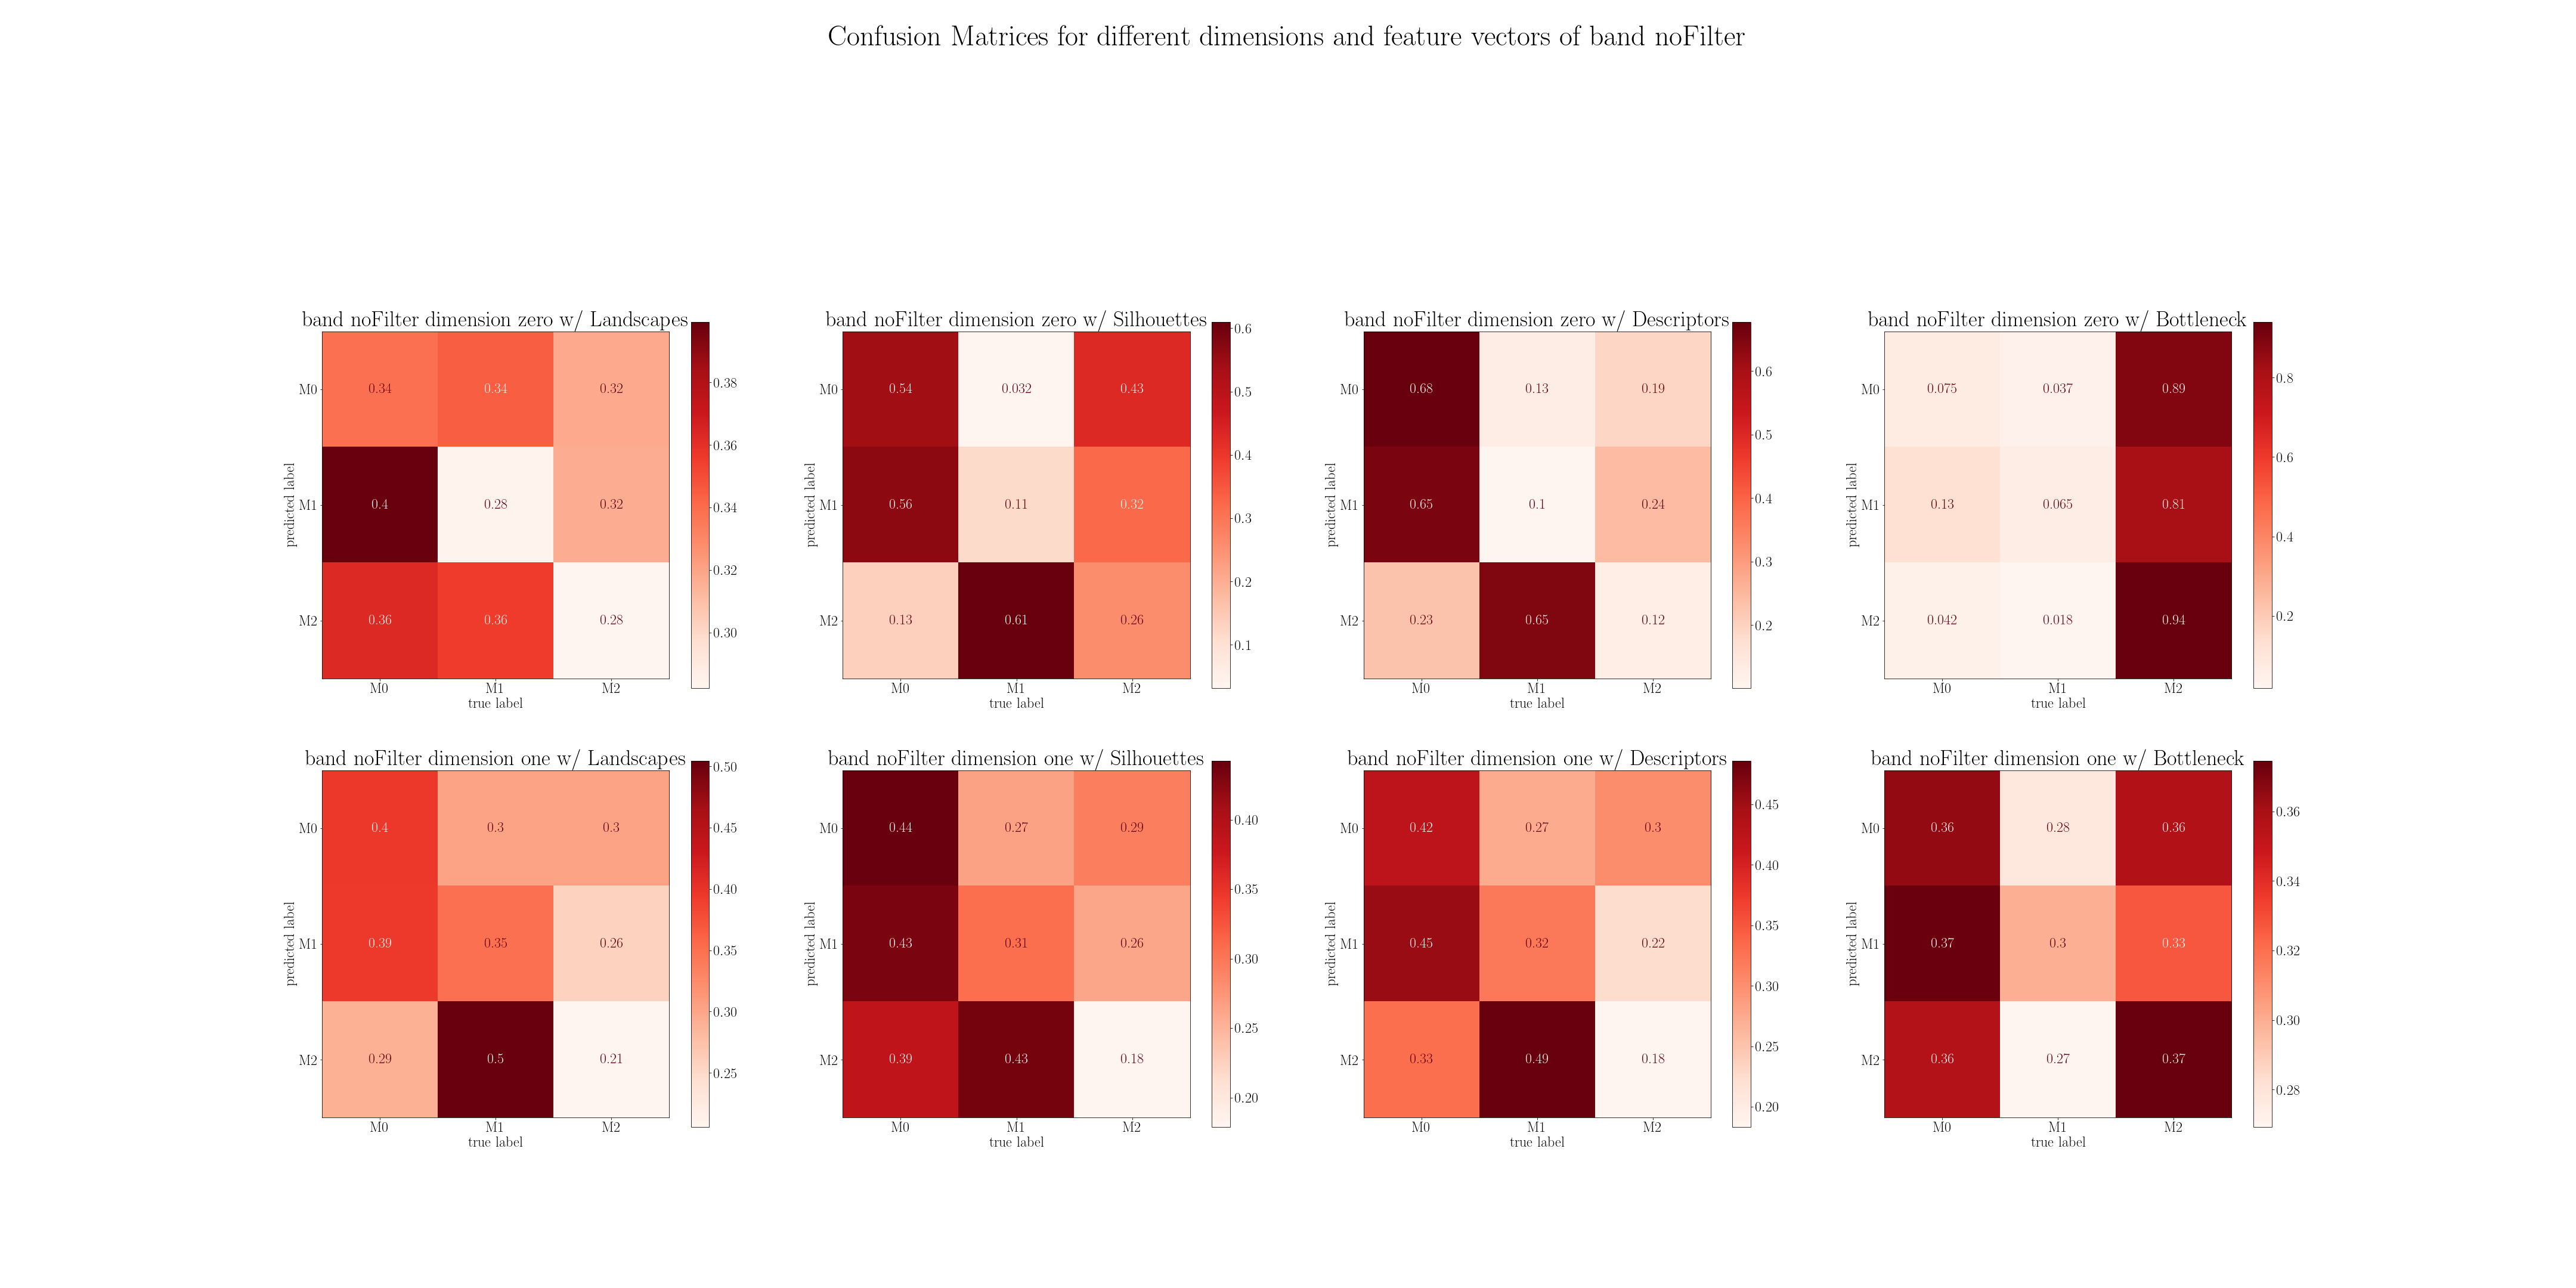 Confusion Matrices for different dimensions and feature vectors of band noFilter
band noFilter dimension zero w/ Landscapes
predicted label
M0
M1
M2
0.34 0.34 0.32
0.4 0.28 0.32
0.36 0.36 0.28
M0 M1 M2
true label
0.38
0.36
0.34
0.32
0.30
band noFilter dimension zero w/ Silhouettes
predicted label
M0
M1
M2
0.54 0.032 0.43
0.56 0.11 0.32
0.13 0.61 0.26
M0 M1 M2
true label
0.6
0.5
0.4
0.3
0.2
0.1
band noFilter dimension zero w/ Descriptors
predicted label
M0
M1
M2
0.68 0.13 0.19
0.65 0.1 0.24
0.23 0.65 0.12
M0 M1 M2
true label
0.6
0.5
0.4
0.3
0.2
band noFilter dimension zero w/ Bottleneck
predicted label
M0
M1
M2
0.075 0.037 0.89
0.13 0.065 0.81
0.042 0.018 0.94
M0 M1 M2
true label
0.8
0.6
0.4
0.2
band noFilter dimension one w/ Landscapes
predicted label
M0
M1
M2
0.4 0.3 0.3
0.39 0.35 0.26
0.29 0.5 0.21
M0 M1 M2
true label
0.50
0.45
0.40
0.35
0.30
0.25
band noFilter dimension one w/ Silhouettes
predicted label
M0
M1
M2
0.44 0.27 0.29
0.43 0.31 0.26
0.39 0.43 0.18
M0 M1 M2
true label
0.40
0.35
0.30
0.25
0.20
band noFilter dimension one w/ Descriptors
predicted label
M0
M1
M2
0.42 0.27 0.3
0.45 0.32 0.22
0.33 0.49 0.18
M0 M1 M2
true label
0.45
0.40
0.35
0.30
0.25
0.20
band noFilter dimension one w/ Bottleneck
predicted label
M0
M1
M2
0.36 0.28 0.36
0.37 0.3 0.33
0.36 0.27 0.37
M0 M1 M2
true label
0.36
0.34
0.32
0.30
0.28